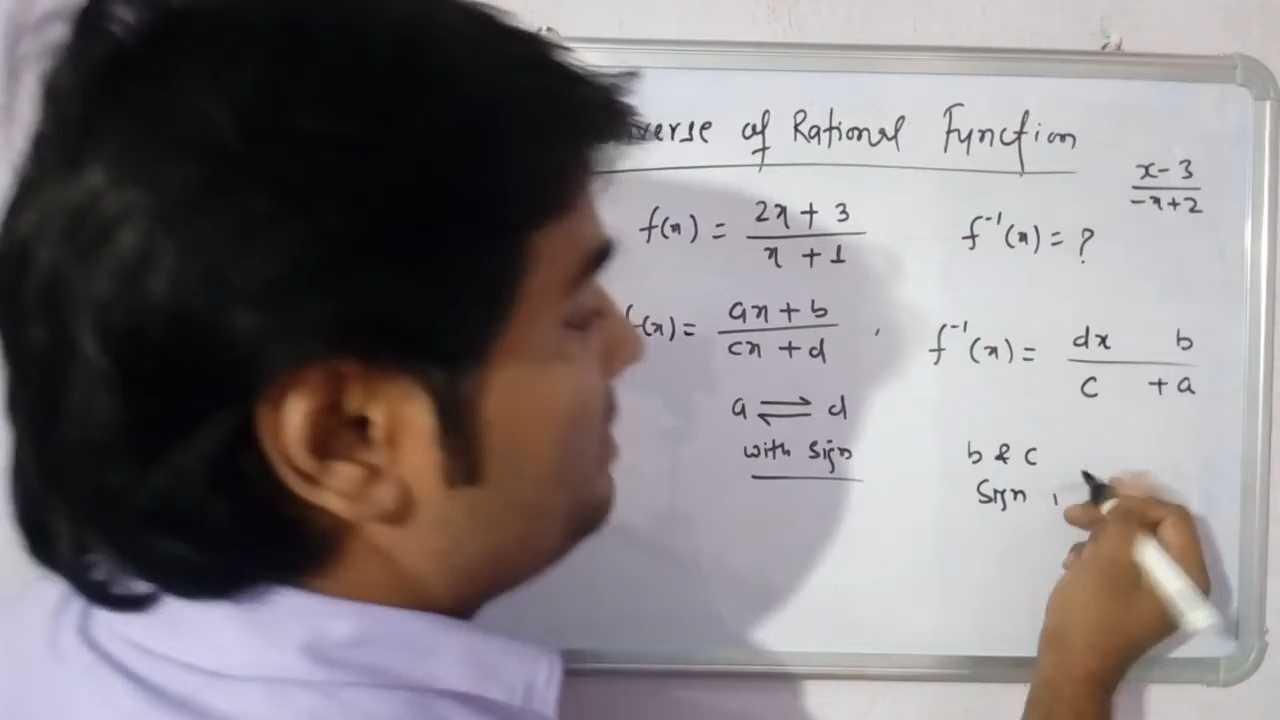 verse of Rational Function
x-3
-x+2
f(x) = 2x + 3
x + 1
f⁻¹(x) = ?
f(x) = ax + b
cx + d
,
f⁻¹(x) = dx b
c + a
a ⇌ d
with sign
b & c
Sign